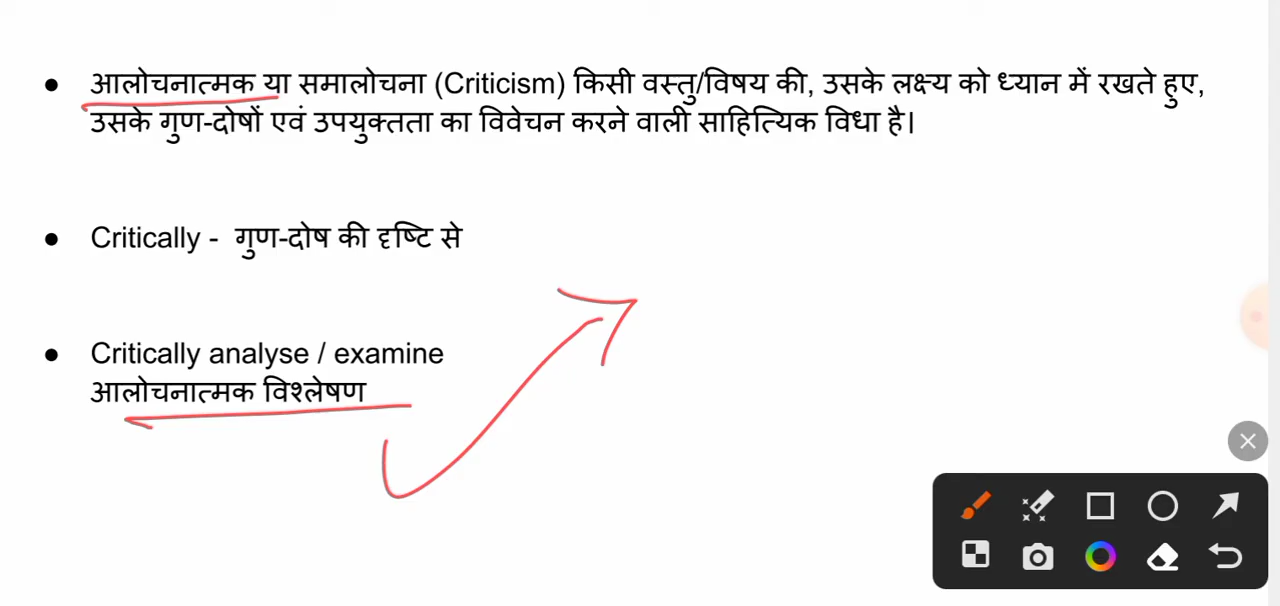 ● आलोचनात्मक या समालोचना (Criticism) किसी वस्तु/विषय की, उसके लक्ष्य को ध्यान में रखते हुए,
उसके गुण-दोषों एवं उपयुक्तता का विवेचन करने वाली साहित्यिक विधा है।
● Critically - गुण-दोष की दृष्टि से
● Critically analyse / examine
आलोचनात्मक विश्लेषण